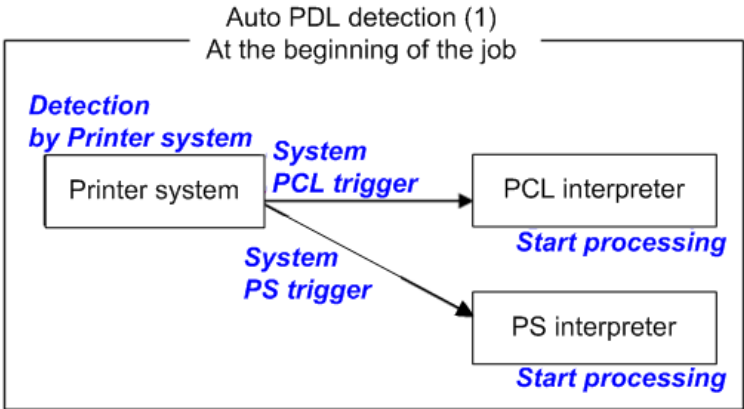 Auto PDL detection (1)
At the beginning of the job
Detection
by Printer system
Printer system
System
PCL trigger
PCL interpreter
Start processing
System
PS trigger
PS interpreter
Start processing